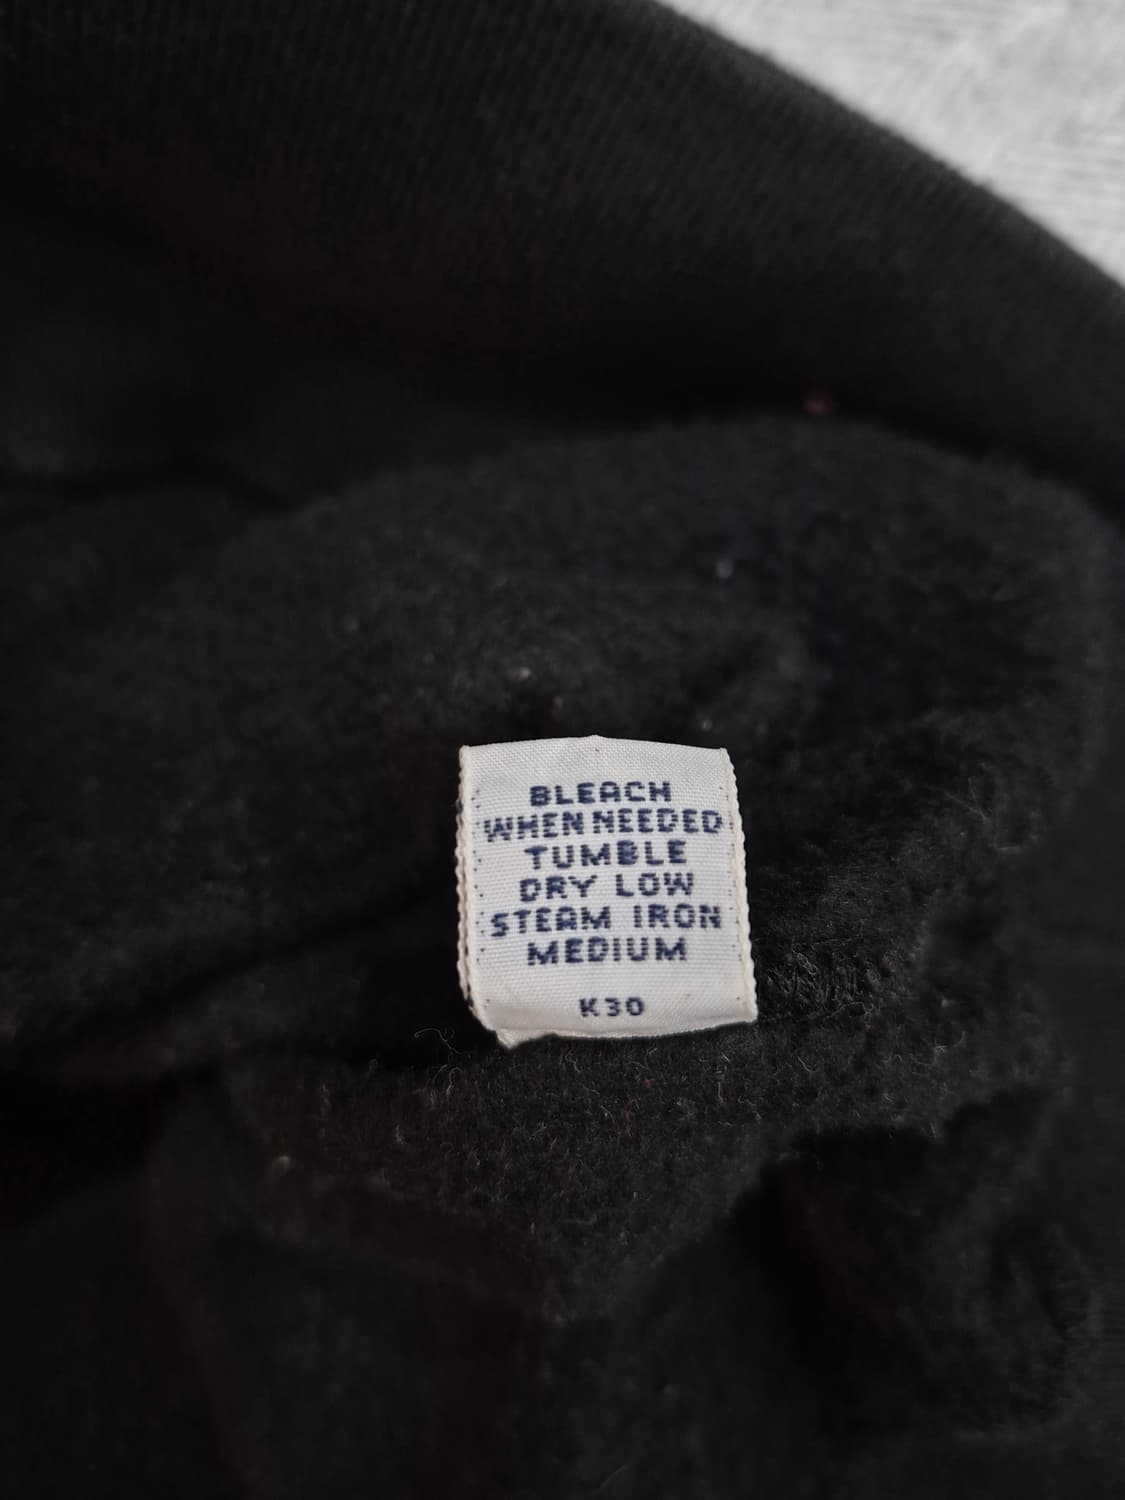 BLEACH
WHEN NEEDED
TUMBLE
DRY LOW
STEAM IRON
MEDIUM
K30